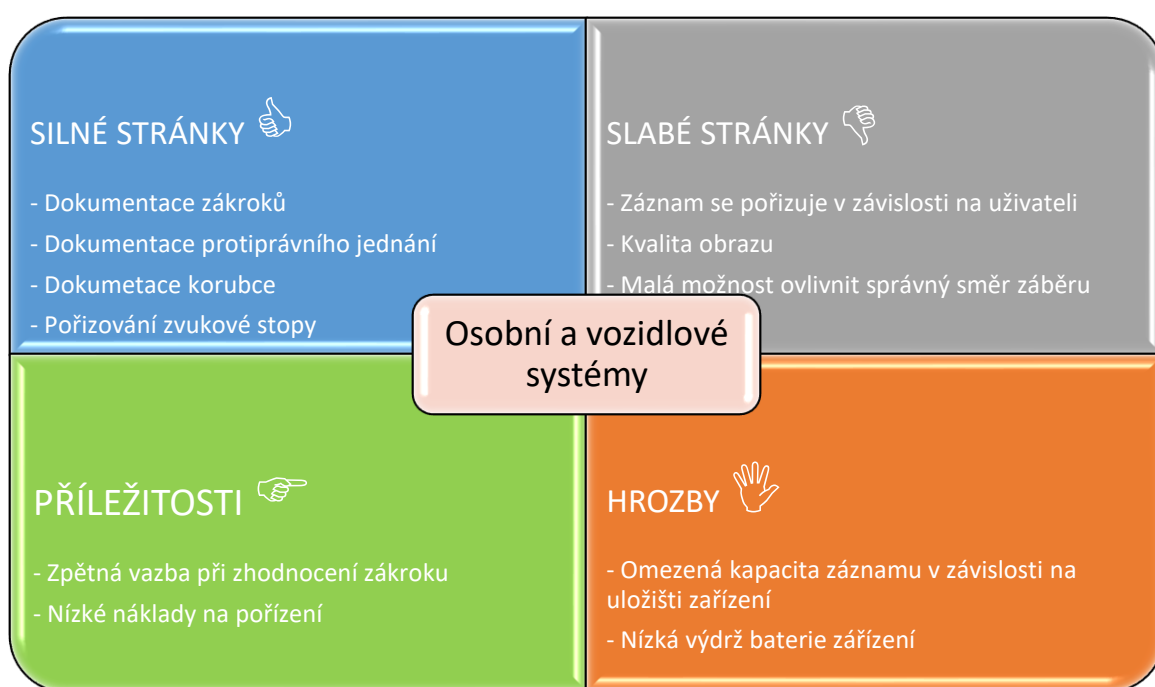 SILNÉ STRÁNKY
- Dokumentace zákroků
- Dokumentace protiprávního jednání
- Dokumetace korubce
- Pořizování zvukové stopy
SLABÉ STRÁNKY
- Záznam se pořizuje v závislosti na uživateli
- Kvalita obrazu
- Malá možnost ovlivnit správný směr záběru
Osobní a vozidlové
systémy
PŘÍLEŽITOSTI
- Zpětná vazba při zhodnocení zákroku
- Nízké náklady na pořízení
HROZBY
- Omezená kapacita záznamu v závislosti na
uložišti zařízení
- Nízká výdrž baterie zářízení